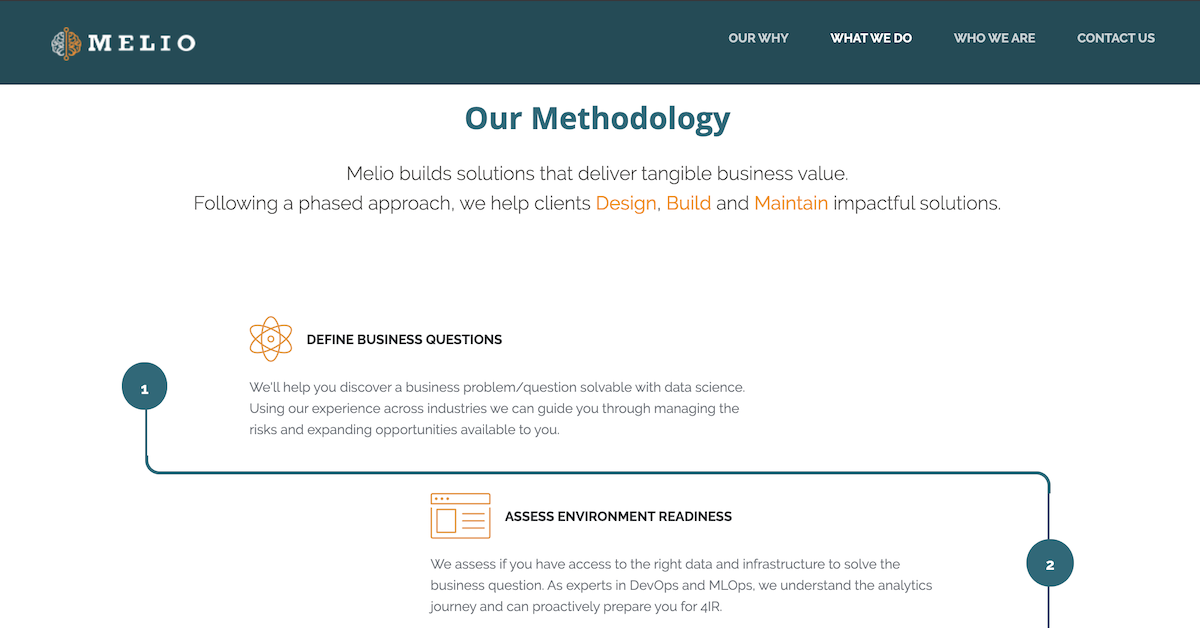 MELIO
OUR WHY
WHAT WE DO
WHO WE ARE
CONTACT US
Our Methodology
Melio builds solutions that deliver tangible business value.
Following a phased approach, we help clients Design, Build and Maintain impactful solutions.
DEFINE BUSINESS QUESTIONS
1
We'll help you discover a business problem/question solvable with data science.
Using our experience across industries we can guide you through managing the
risks and expanding opportunities available to you.
ASSESS ENVIRONMENT READINESS
2
We assess if you have access to the right data and infrastructure to solve the
business question. As experts in DevOps and MLOps, we understand the analytics
journey and can proactively prepare you for 4IR.